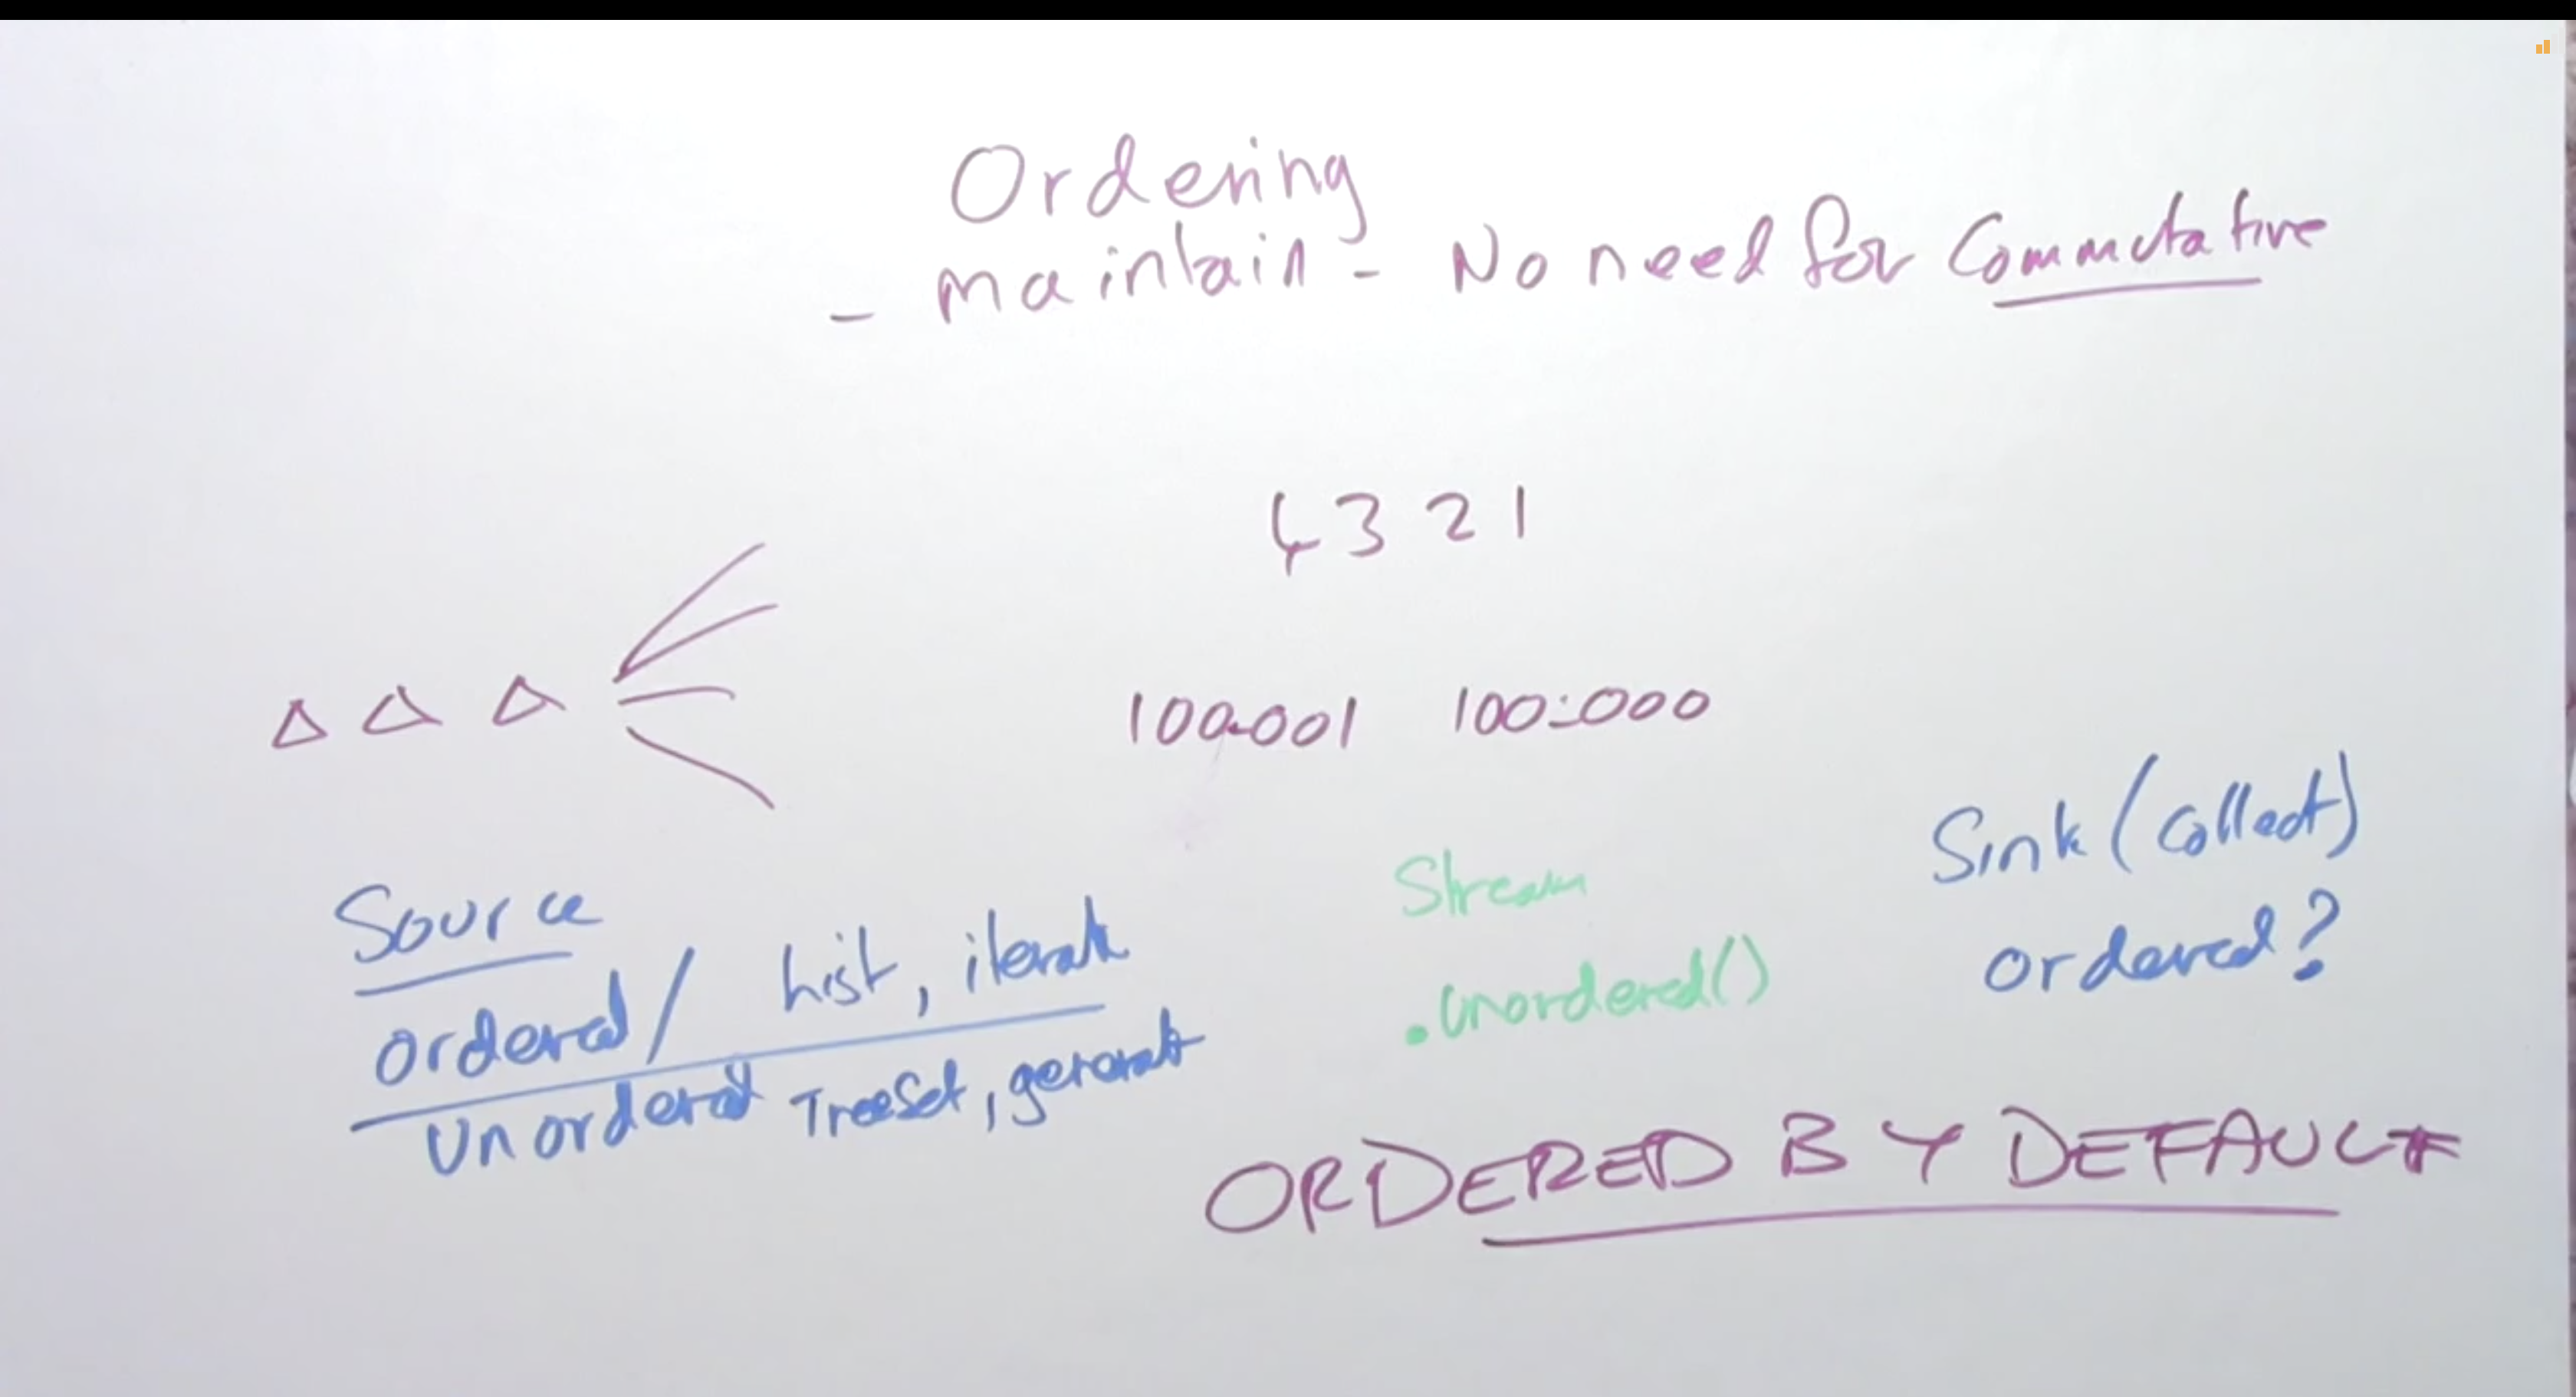 Ordering
- maintain - No need for Commutative
4 3 2 1
100.001 100:000
Source
Ordered / List, iterate
Unordered TreeSet, generate
Stream
.unordered()
Sink (collect)
ordered?
ORDERED BY DEFAULT